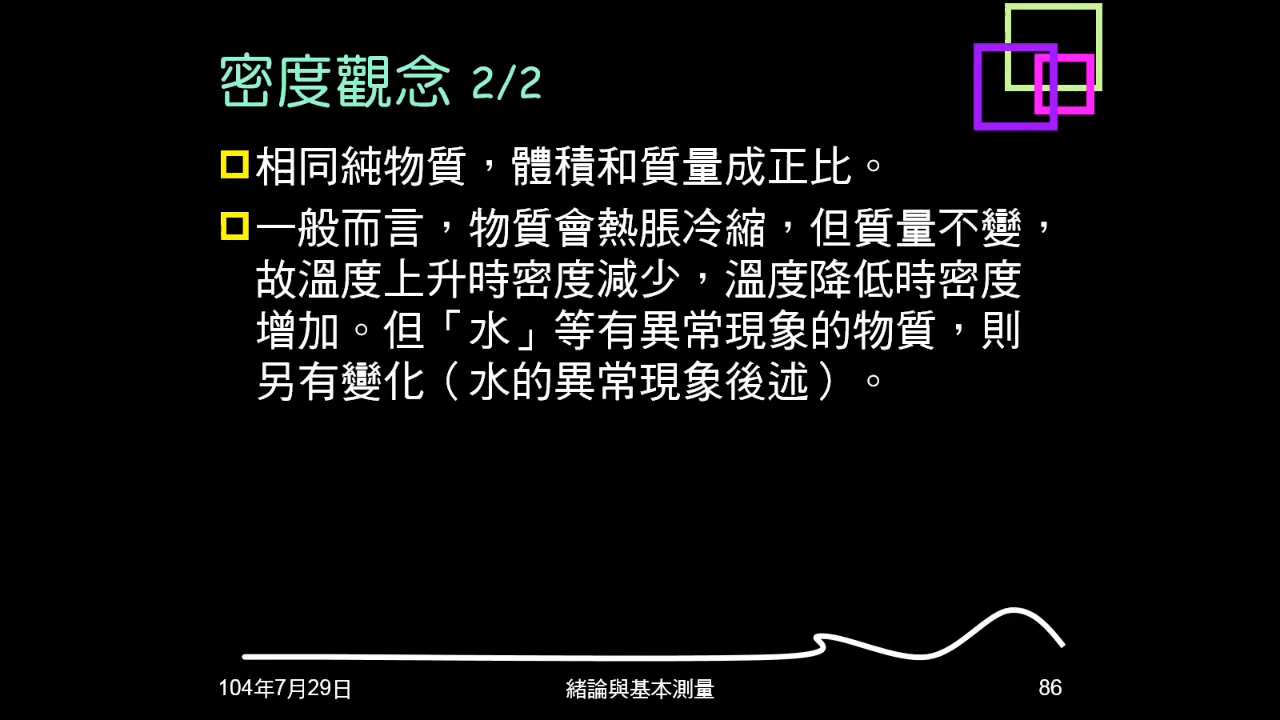 密度觀念 2/2
相同純物質，體積和質量成正比。
一般而言，物質會熱脹冷縮，但質量不變，
故溫度上升時密度減少，溫度降低時密度
增加。但「水」等有異常現象的物質，則
另有變化（水的異常現象後述）。
104年7月29日
緒論與基本測量
86